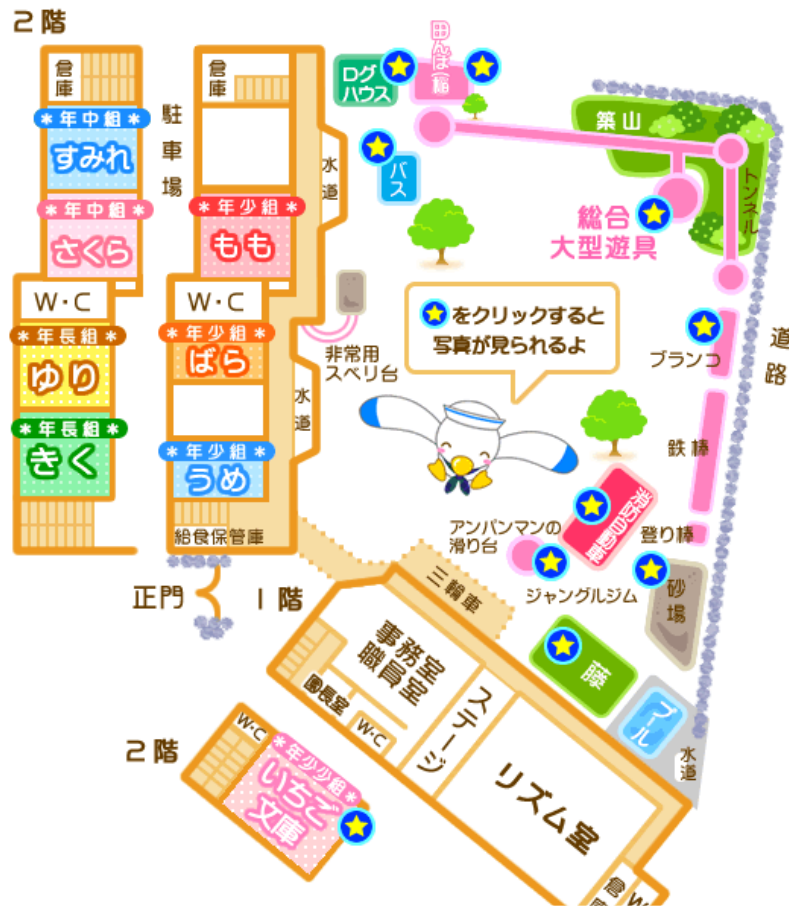 2階
倉庫
＊年中組＊
すみれ
＊年中組＊
さくら
W・C
＊年長組＊
ゆり
＊年長組＊
きく
駐車場
倉庫
＊年少組＊
もも
W・C
＊年少組＊
ばら
＊年少組＊
うめ
給食保管庫
水道
水道
正門
1階
ログ
ハウス
田んぼ(稲)
バス
築山
トンネル
総合
大型遊具
非常用
スベリ台
をクリックすると
写真が見られるよ
ブランコ
道路
鉄棒
消防自動車
登り棒
アンパンマンの
滑り台
ジャングルジム
砂場
三輪車
藤
プール
水道
事務室
職員室
園長室
W・C
ステージ
リズム室
倉庫
W
2階
W・C
＊年少少組＊
いちご
文庫